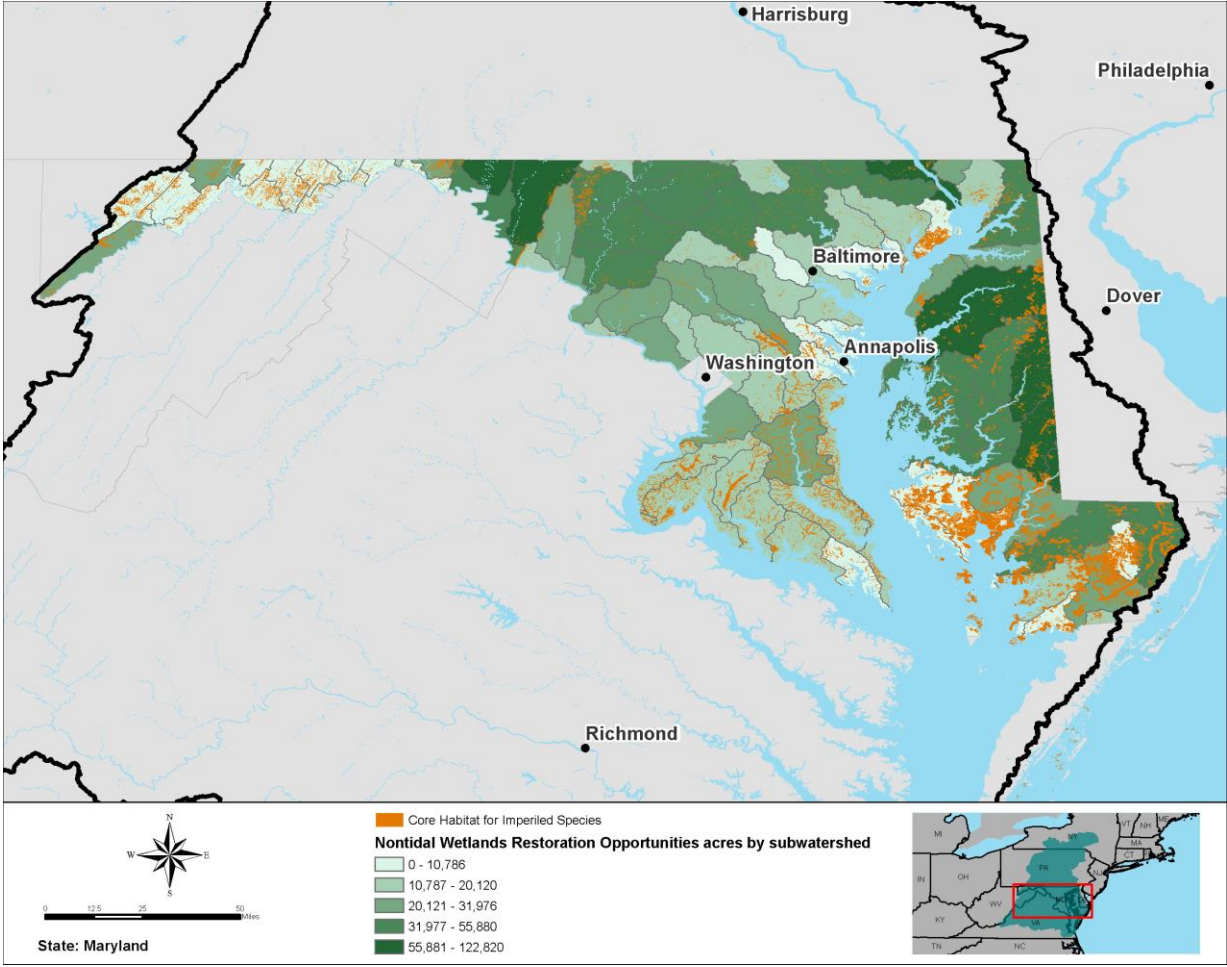 Harrisburg
Philadelphia
Baltimore
Dover
Annapolis
Washington
Richmond
N
W E
S
0 12.5 25 50
Miles
State: Maryland
Core Habitat for Imperiled Species
Nontidal Wetlands Restoration Opportunities acres by subwatershed
0 - 10,786
10,787 - 20,120
20,121 - 31,976
31,977 - 55,880
55,881 - 122,820
MI
NY
VT
NH
ME
MA
CT
PA
NJ
IN
OH
WV
KY
VA
TN
NC